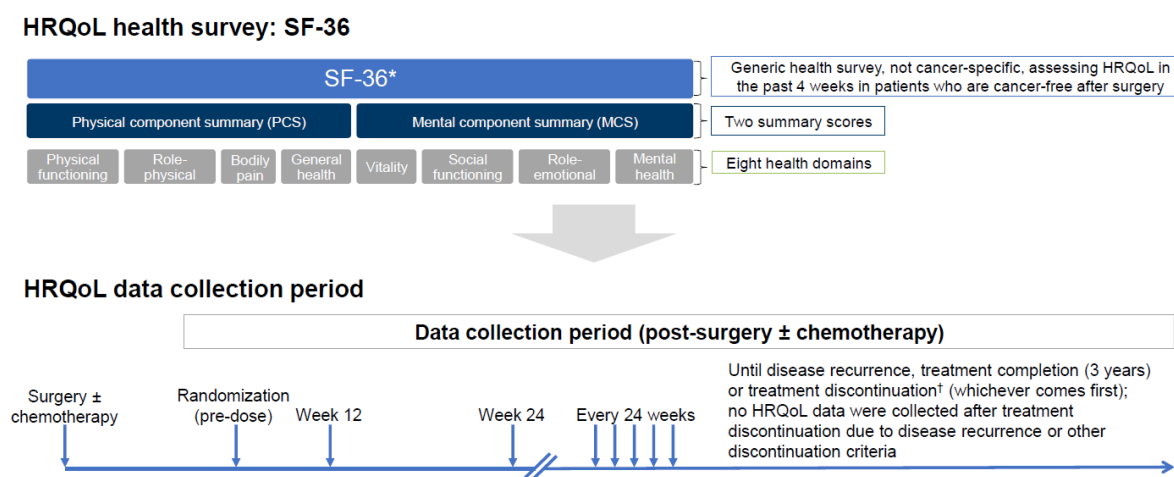 HRQoL health survey: SF-36
SF-36*
Generic health survey, not cancer-specific, assessing HRQoL in
the past 4 weeks in patients who are cancer-free after surgery
Physical component summary (PCS)
Mental component summary (MCS)
Two summary scores
Physical
functioning
Role-
physical
Bodily
pain
General
health
Vitality
Social
functioning
Role-
emotional
Mental
health
Eight health domains
HRQoL data collection period
Data collection period (post-surgery ± chemotherapy)
Surgery ±
chemotherapy
Randomization
(pre-dose)
Week 12
Week 24
Every 24 weeks
Until disease recurrence, treatment completion (3 years)
or treatment discontinuation† (whichever comes first);
no HRQoL data were collected after treatment
discontinuation due to disease recurrence or other
discontinuation criteria